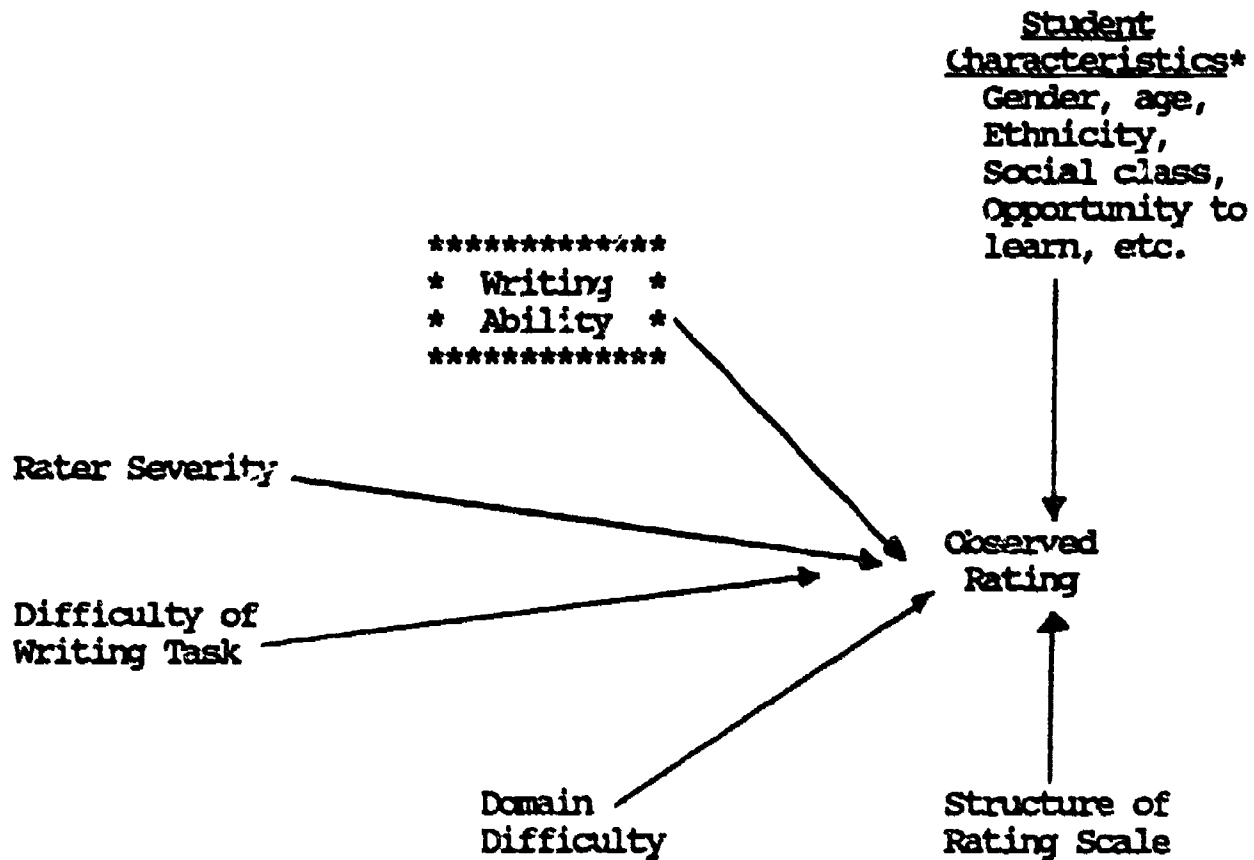 Student
Characteristics*
Gender, age,
Ethnicity,
Social class,
Opportunity to
learn, etc.
*************
* Writing *
* Ability *
*************
Rater Severity
Observed
Rating
Difficulty of
Writing Task
Domain
Difficulty
Structure of
Rating Scale